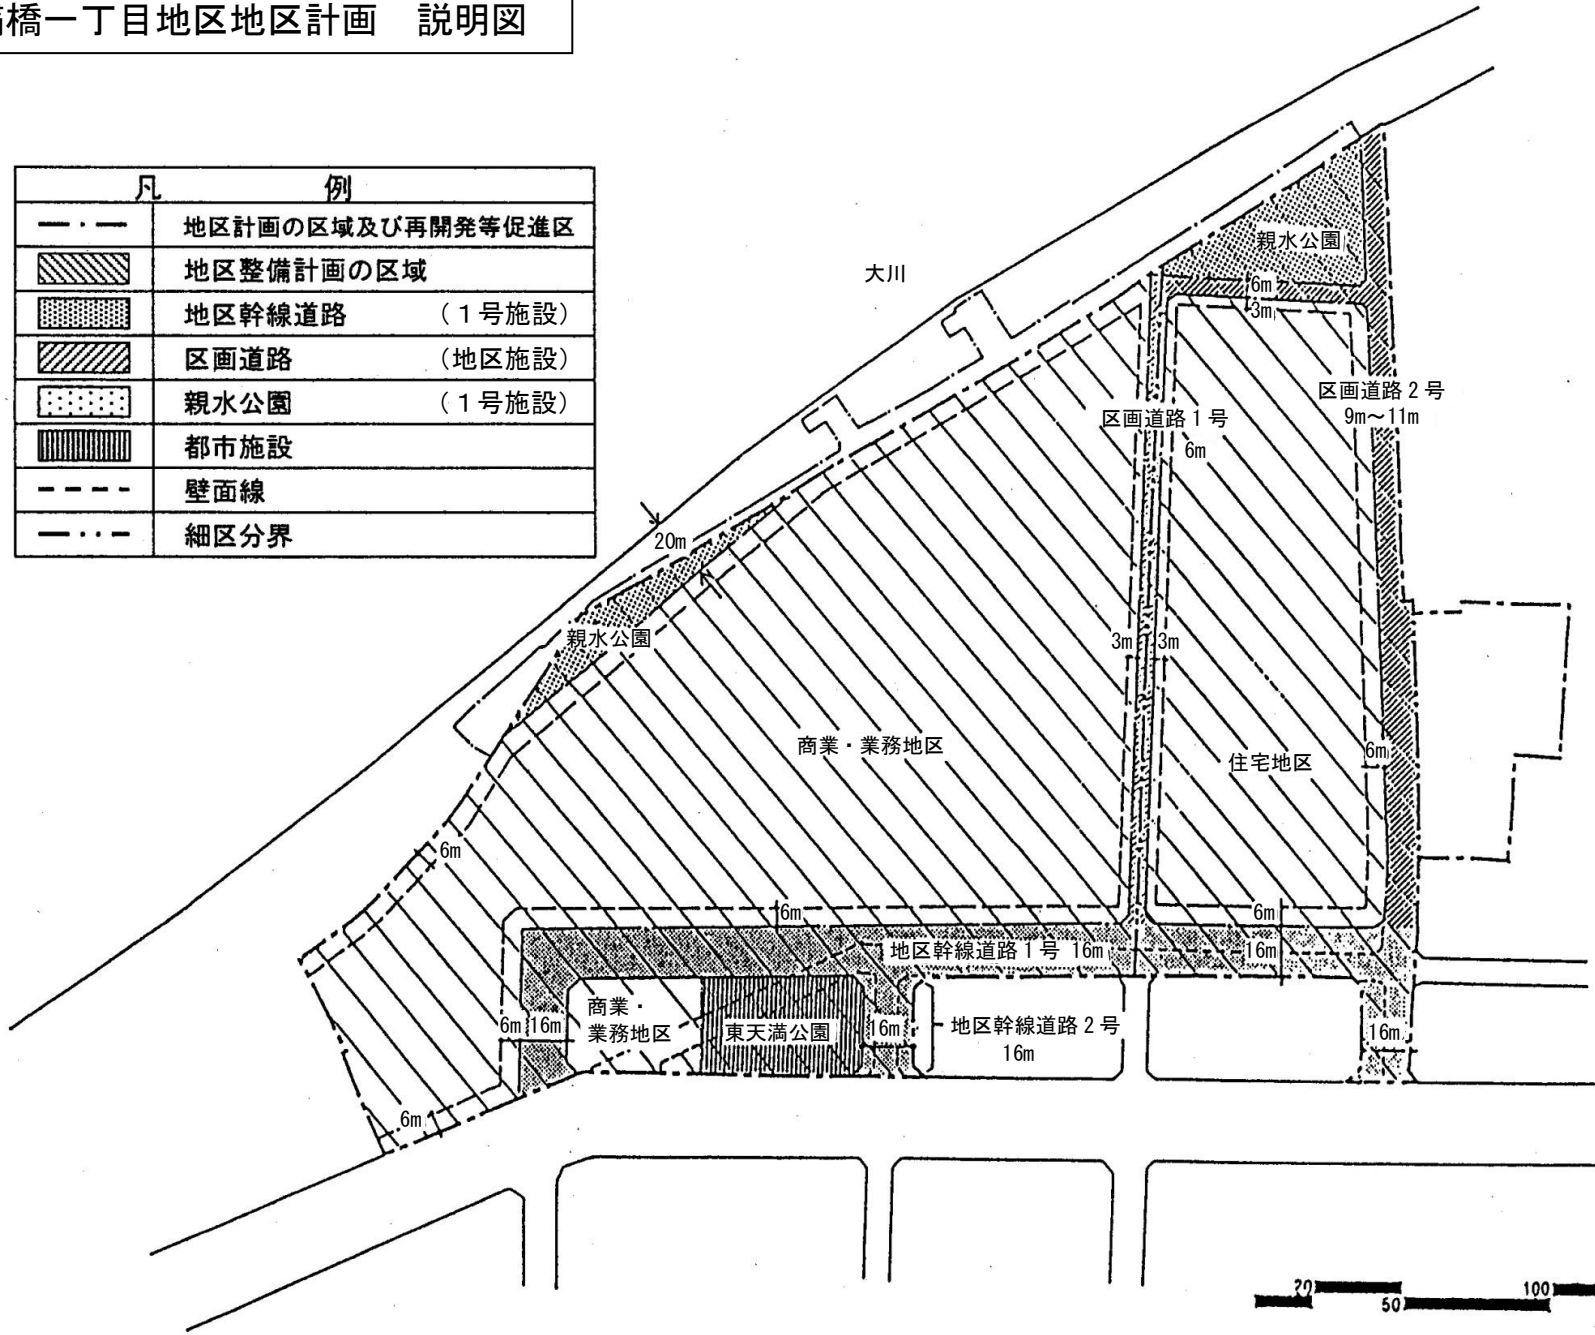 橋一丁目地区地区計画　説明図
凡　例
地区計画の区域及び再開発等促進区
地区整備計画の区域
地区幹線道路　（１号施設）
区画道路　（地区施設）
親水公園　（１号施設）
都市施設
壁面線
細区分界
大川
親水公園
6m
3m
区画道路２号
9m～11m
区画道路１号
6m
20m
親水公園
3m
3m
商業・業務地区
住宅地区
6m
6m
6m
6m
地区幹線道路１号 16m
16m
商業・
業務地区
6m
16m
東天満公園
16m
地区幹線道路２号
16m
16m
6m
20
50
100